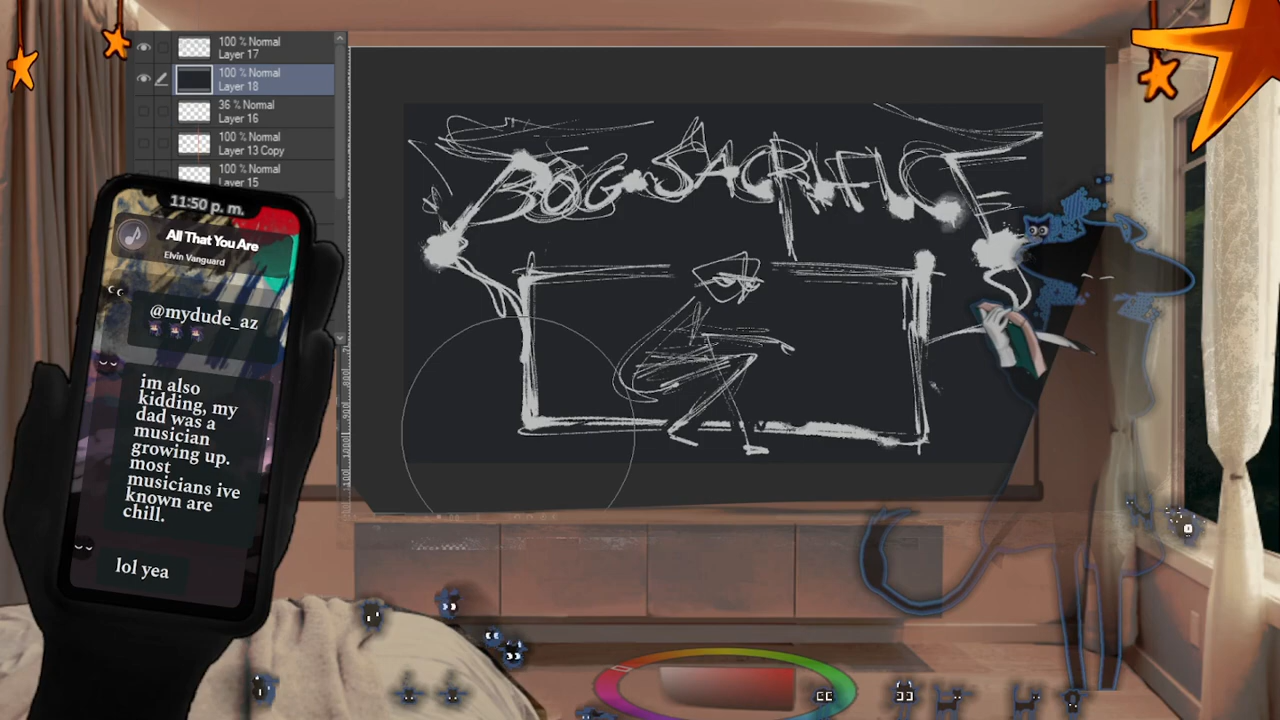 100 % Normal
Layer 17
100 % Normal
Layer 18
36 % Normal
Layer 16
100 % Normal
Layer 13 Copy
100 % Normal
Layer 15
BOG SACRIFICE
11:50 p. m.
All That You Are
Elvin Vanguard
@mydude_az
im also
kidding, my
dad was a
musician
growing up.
most
musicians ive
known are
chill.
lol yea